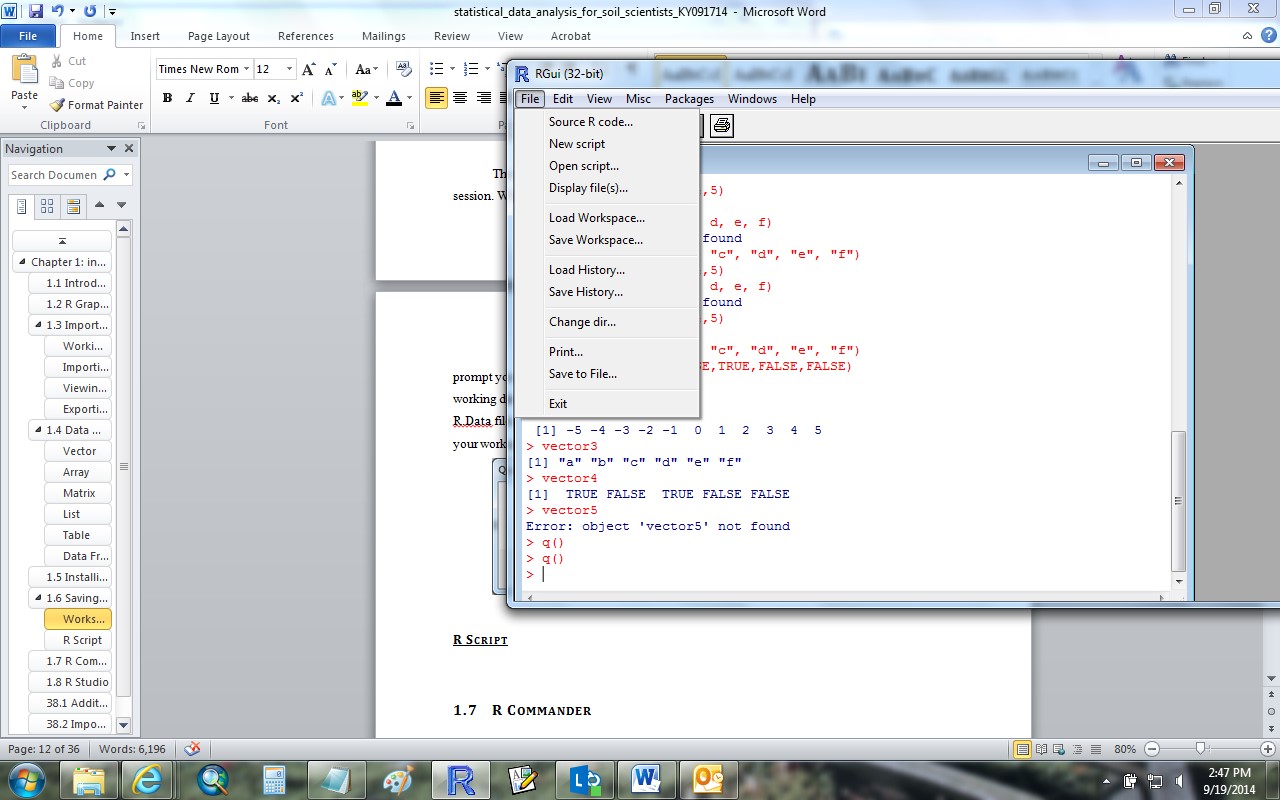 statistical_data_analysis_for_soil_scientists_KY091714 - Microsoft Word
File Home Insert Page Layout References Mailings Review View Acrobat
Paste
Cut
Copy
Format Painter
Clipboard
Times New Rom 12
Aa
B I U abc X₂ X²
Font
Navigation
Search Documen
Chapter 1: in...
1.1 Introd...
1.2 R Grap...
1.3 Import...
Worki...
Importi...
Viewin...
Exporti...
1.4 Data ...
Vector
Array
Matrix
List
Table
Data Fr...
1.5 Installi...
1.6 Saving...
Works...
R Script
1.7 R Com...
1.8 R Studio
38.1 Addit...
38.2 Impo...
session. W
prompt yo
working d
R.Data fil
your work
R Script
1.7 R Commander
RGui (32-bit)
File Edit View Misc Packages Windows Help
Source R code...
New script
Open script...
Display file(s)...
Load Workspace...
Save Workspace...
Load History...
Save History...
Change dir...
Print...
Save to File...
Exit
,5)
d, e, f)
found
"c", "d", "e", "f")
,5)
d, e, f)
found
,5)
"c", "d", "e", "f")
SE,TRUE,FALSE,FALSE)
[1] -5 -4 -3 -2 -1 0 1 2 3 4 5
> vector3
[1] "a" "b" "c" "d" "e" "f"
> vector4
[1] TRUE FALSE TRUE FALSE FALSE
> vector5
Error: object 'vector5' not found
> q()
> q()
>
Page: 12 of 36 Words: 6,196
80%
2:47 PM
9/19/2014